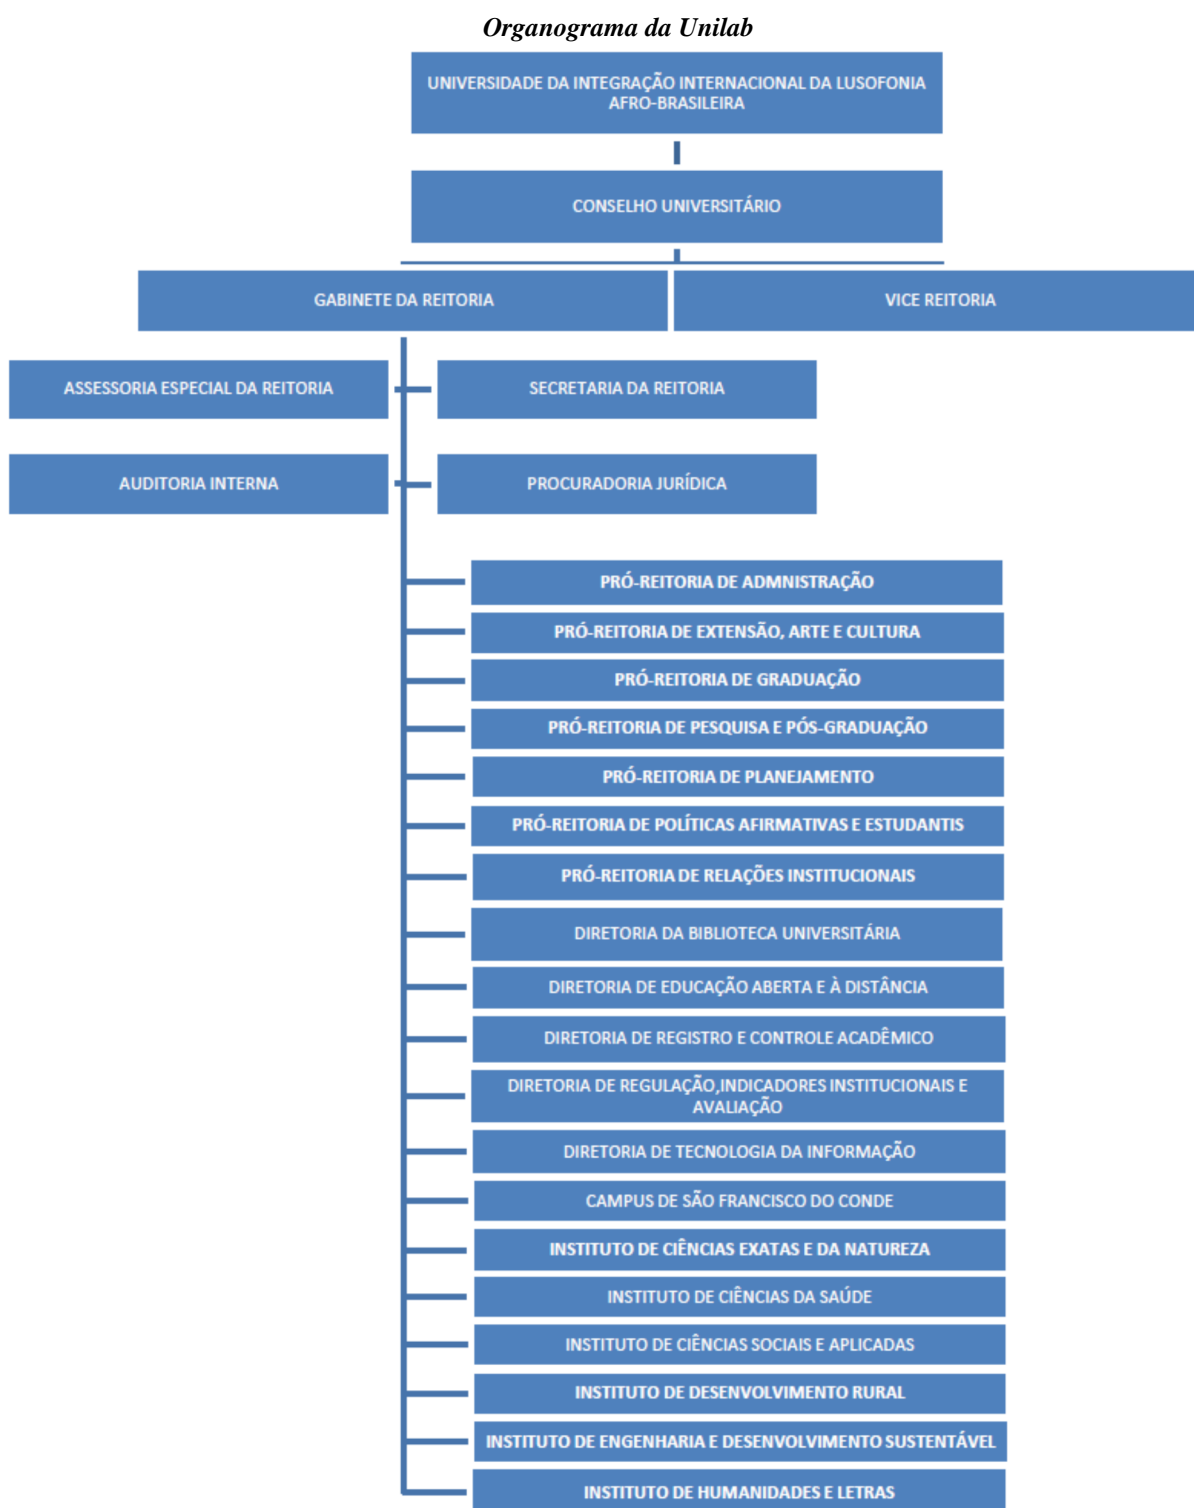 Organograma da Unilab
UNIVERSIDADE DA INTEGRAÇÃO INTERNACIONAL DA LUSOFONIA
AFRO-BRASILEIRA
CONSELHO UNIVERSITÁRIO
GABINETE DA REITORIA
VICE REITORIA
ASSESSORIA ESPECIAL DA REITORIA
SECRETARIA DA REITORIA
AUDITORIA INTERNA
PROCURADORIA JURÍDICA
PRÓ-REITORIA DE ADMNISTRAÇÃO
PRÓ-REITORIA DE EXTENSÃO, ARTE E CULTURA
PRÓ-REITORIA DE GRADUAÇÃO
PRÓ-REITORIA DE PESQUISA E PÓS-GRADUAÇÃO
PRÓ-REITORIA DE PLANEJAMENTO
PRÓ-REITORIA DE POLÍTICAS AFIRMATIVAS E ESTUDANTIS
PRÓ-REITORIA DE RELAÇÕES INSTITUCIONAIS
DIRETORIA DA BIBLIOTECA UNIVERSITÁRIA
DIRETORIA DE EDUCAÇÃO ABERTA E À DISTÂNCIA
DIRETORIA DE REGISTRO E CONTROLE ACADÊMICO
DIRETORIA DE REGULAÇÃO,INDICADORES INSTITUCIONAIS E
AVALIAÇÃO
DIRETORIA DE TECNOLOGIA DA INFORMAÇÃO
CAMPUS DE SÃO FRANCISCO DO CONDE
INSTITUTO DE CIÊNCIAS EXATAS E DA NATUREZA
INSTITUTO DE CIÊNCIAS DA SAÚDE
INSTITUTO DE CIÊNCIAS SOCIAIS E APLICADAS
INSTITUTO DE DESENVOLVIMENTO RURAL
INSTITUTO DE ENGENHARIA E DESENVOLVIMENTO SUSTENTÁVEL
INSTITUTO DE HUMANIDADES E LETRAS